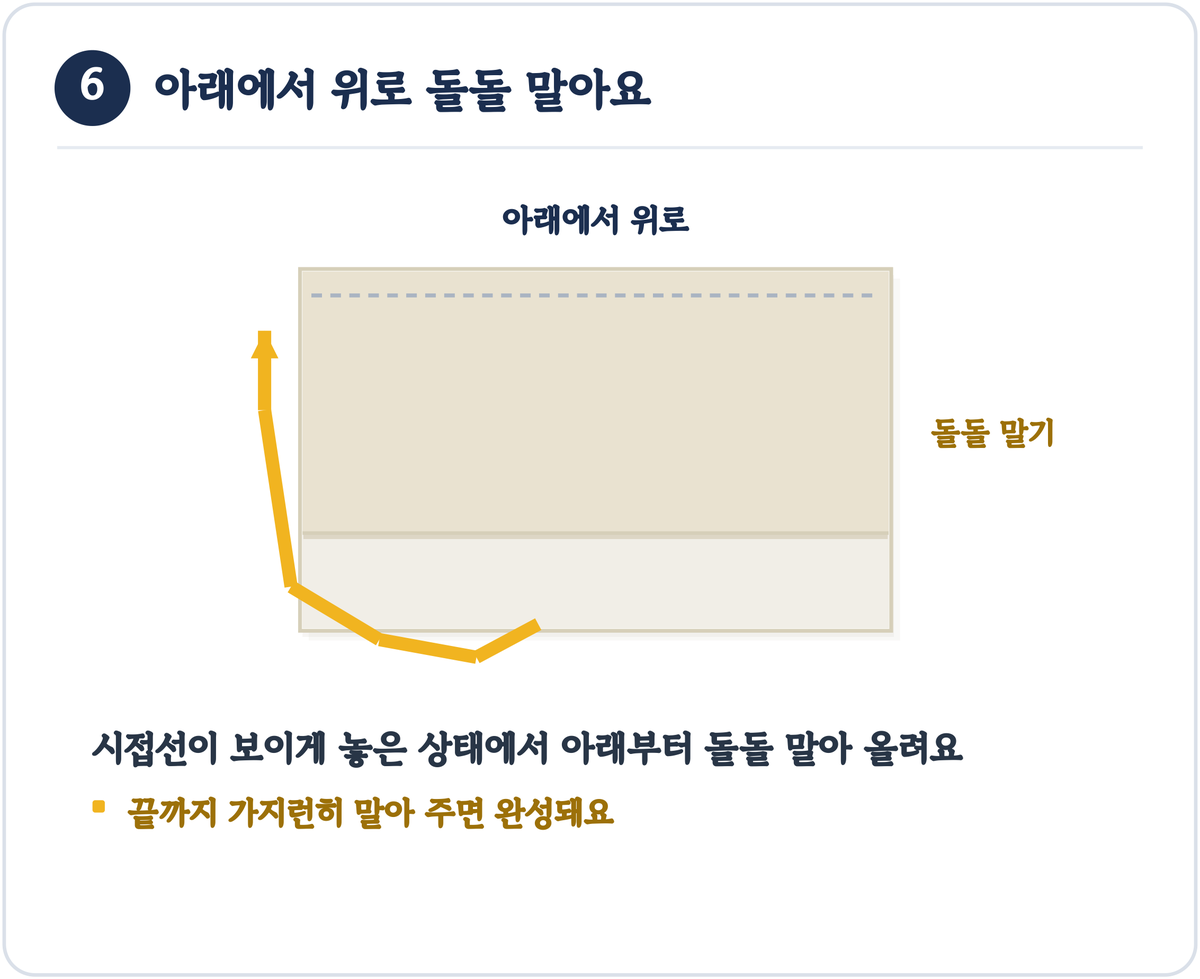 6 아래에서 위로 돌돌 말아요
아래에서 위로
돌돌 말기
시접선이 보이게 놓은 상태에서 아래부터 돌돌 말아 올려요
끝까지 가지런히 말아 주면 완성돼요